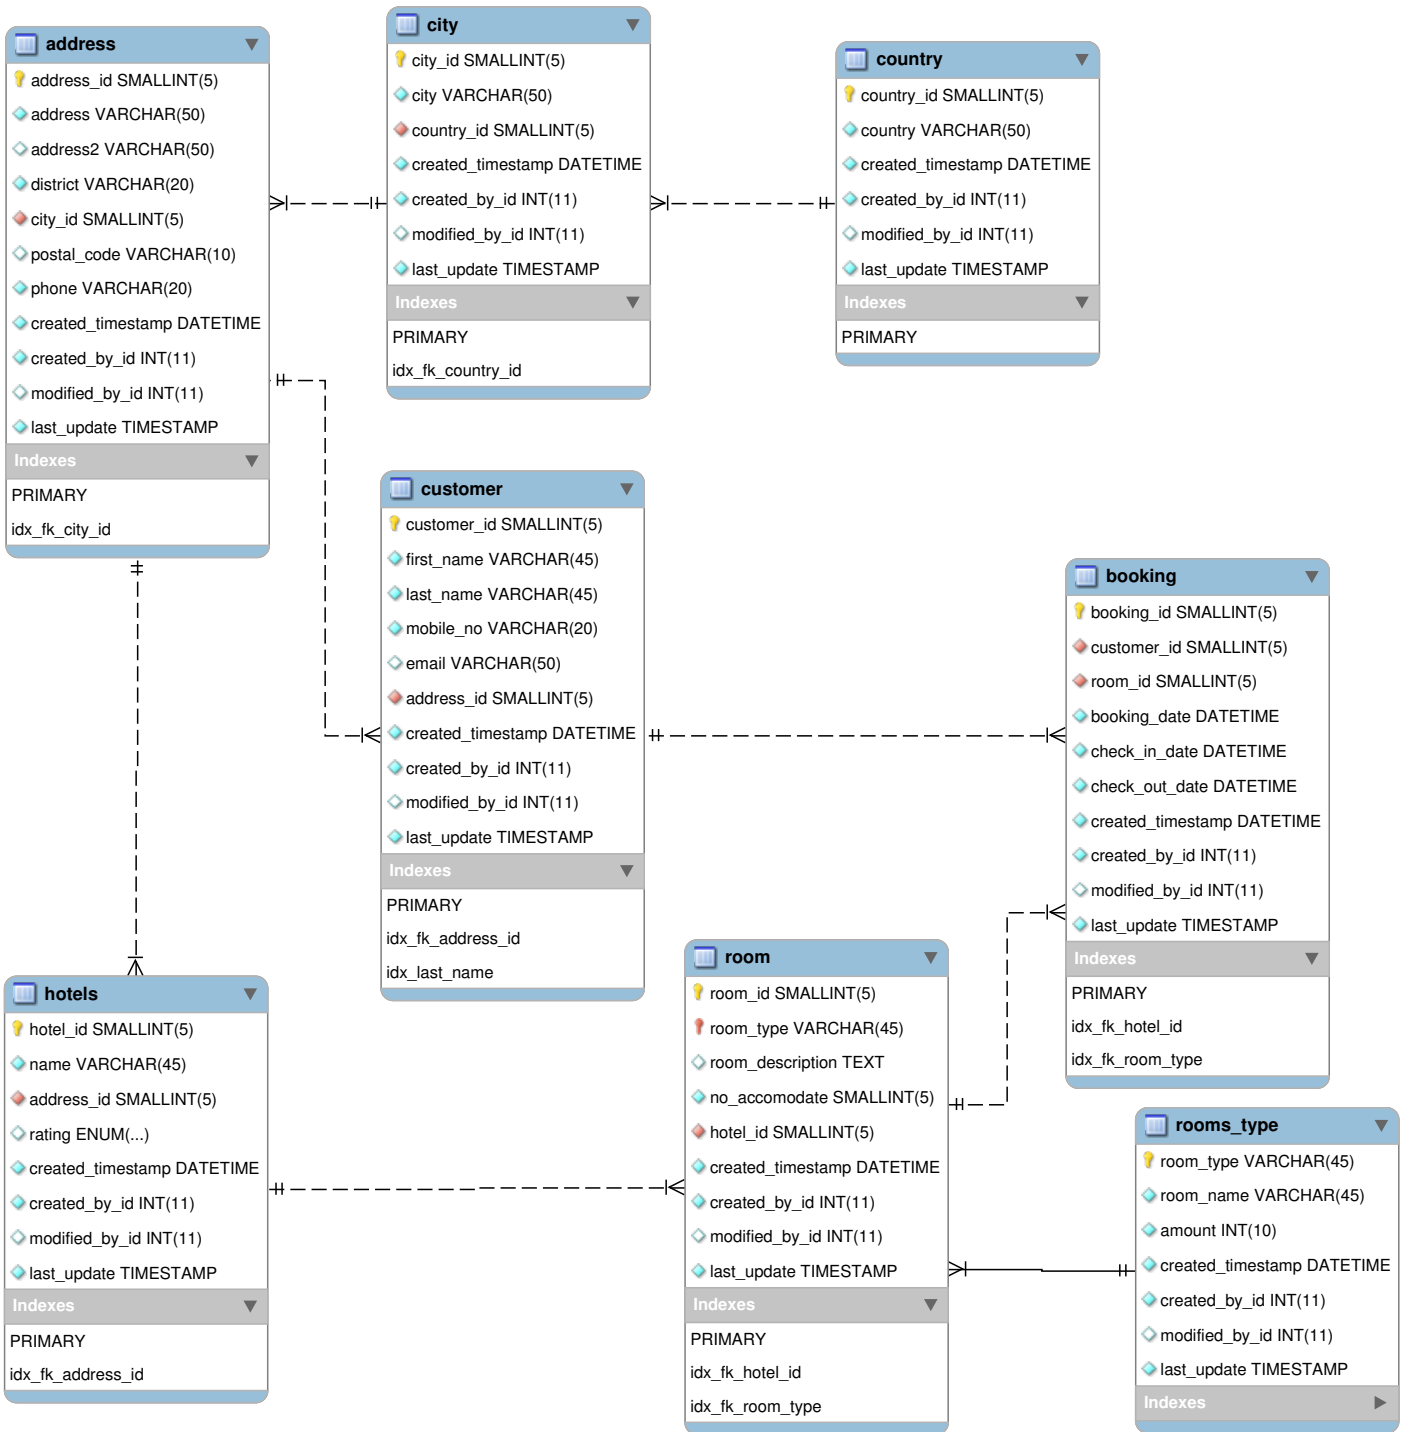 address
address_id SMALLINT(5)
address VARCHAR(50)
address2 VARCHAR(50)
district VARCHAR(20)
city_id SMALLINT(5)
postal_code VARCHAR(10)
phone VARCHAR(20)
created_timestamp DATETIME
created_by_id INT(11)
modified_by_id INT(11)
last_update TIMESTAMP
Indexes
PRIMARY
idx_fk_city_id
city
city_id SMALLINT(5)
city VARCHAR(50)
country_id SMALLINT(5)
created_timestamp DATETIME
created_by_id INT(11)
modified_by_id INT(11)
last_update TIMESTAMP
Indexes
PRIMARY
idx_fk_country_id
country
country_id SMALLINT(5)
country VARCHAR(50)
created_timestamp DATETIME
created_by_id INT(11)
modified_by_id INT(11)
last_update TIMESTAMP
Indexes
PRIMARY
customer
customer_id SMALLINT(5)
first_name VARCHAR(45)
last_name VARCHAR(45)
mobile_no VARCHAR(20)
email VARCHAR(50)
address_id SMALLINT(5)
created_timestamp DATETIME
created_by_id INT(11)
modified_by_id INT(11)
last_update TIMESTAMP
Indexes
PRIMARY
idx_fk_address_id
idx_last_name
booking
booking_id SMALLINT(5)
customer_id SMALLINT(5)
room_id SMALLINT(5)
booking_date DATETIME
check_in_date DATETIME
check_out_date DATETIME
created_timestamp DATETIME
created_by_id INT(11)
modified_by_id INT(11)
last_update TIMESTAMP
Indexes
PRIMARY
idx_fk_hotel_id
idx_fk_room_type
hotels
hotel_id SMALLINT(5)
name VARCHAR(45)
address_id SMALLINT(5)
rating ENUM(...)
created_timestamp DATETIME
created_by_id INT(11)
modified_by_id INT(11)
last_update TIMESTAMP
Indexes
PRIMARY
idx_fk_address_id
room
room_id SMALLINT(5)
room_type VARCHAR(45)
room_description TEXT
no_accomodate SMALLINT(5)
hotel_id SMALLINT(5)
created_timestamp DATETIME
created_by_id INT(11)
modified_by_id INT(11)
last_update TIMESTAMP
Indexes
PRIMARY
idx_fk_hotel_id
idx_fk_room_type
rooms_type
room_type VARCHAR(45)
room_name VARCHAR(45)
amount INT(10)
created_timestamp DATETIME
created_by_id INT(11)
modified_by_id INT(11)
last_update TIMESTAMP
Indexes